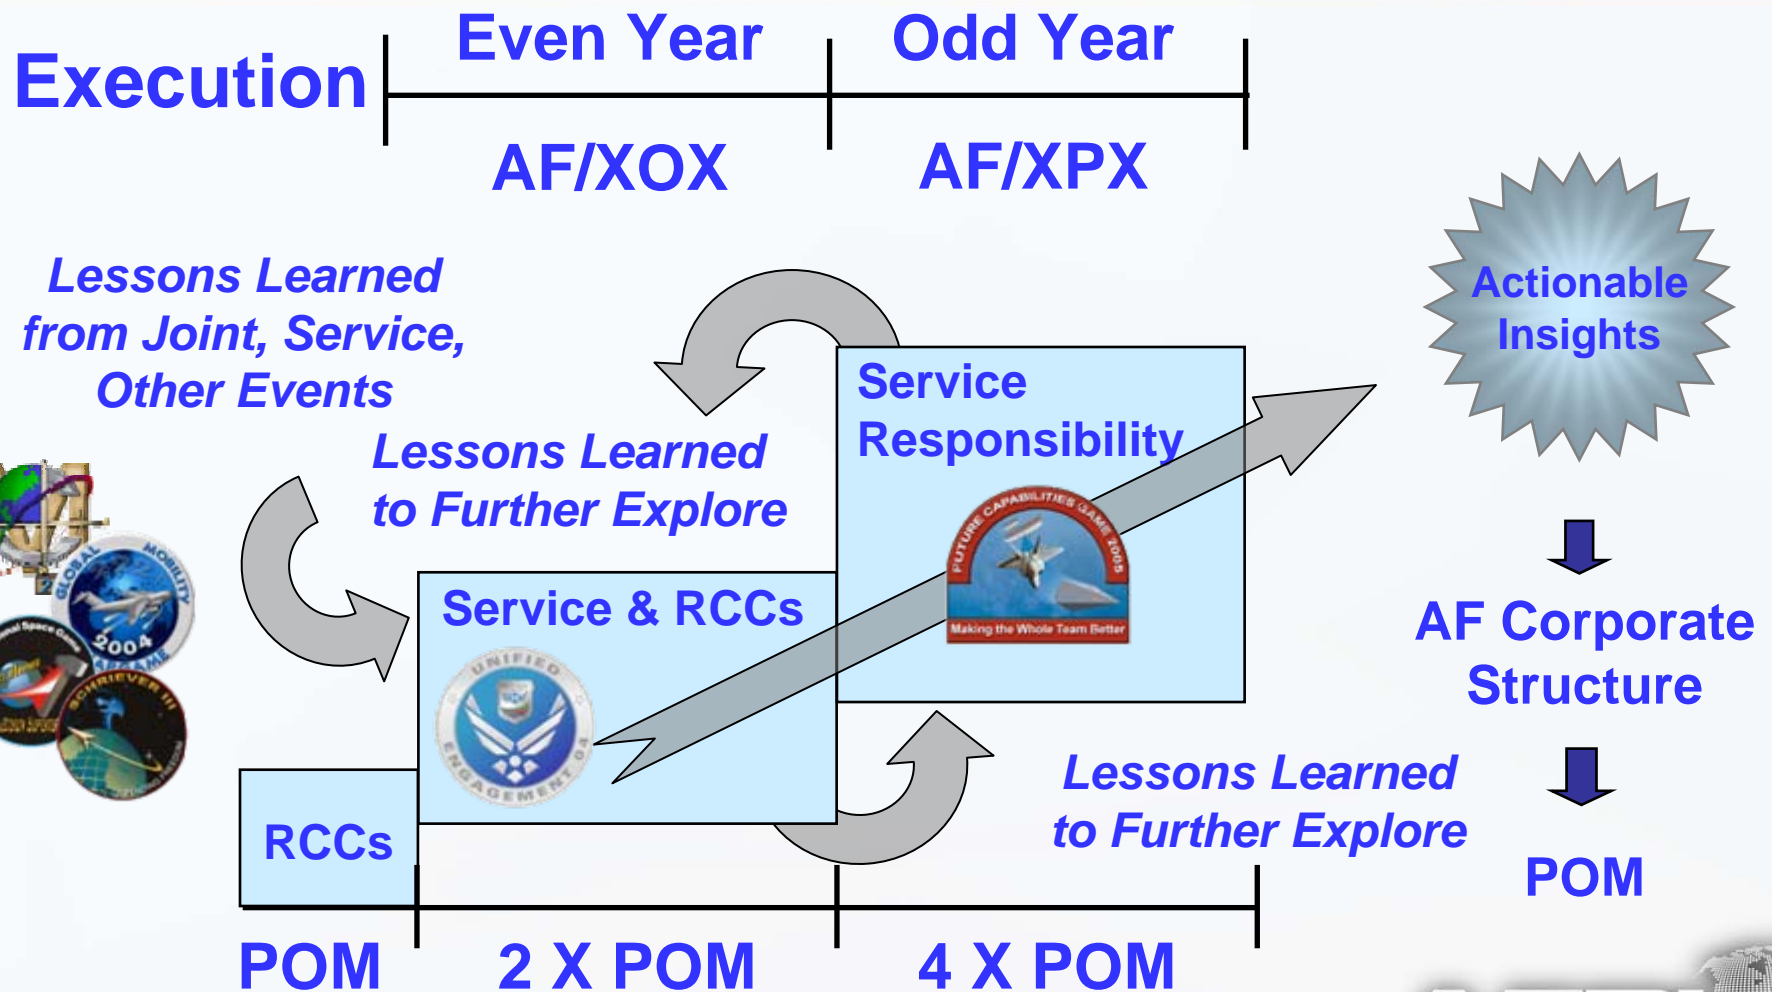 Even Year
Odd Year
Execution
AF/XOX
AF/XPX
Lessons Learned
from Joint, Service,
Other Events
Actionable
Insights
Service
Responsibility
Lessons Learned
to Further Explore
FUTURE CAPABILITIES GAME 2005
Making the Whole Team Better
GLOBAL MOBILITY
2004
WARGAME
Service & RCCs
UNIFIED
ENGAGEMENT 04
SCHRIEVER III
AF Corporate
Structure
Lessons Learned
to Further Explore
RCCs
POM
POM
2 X POM
4 X POM